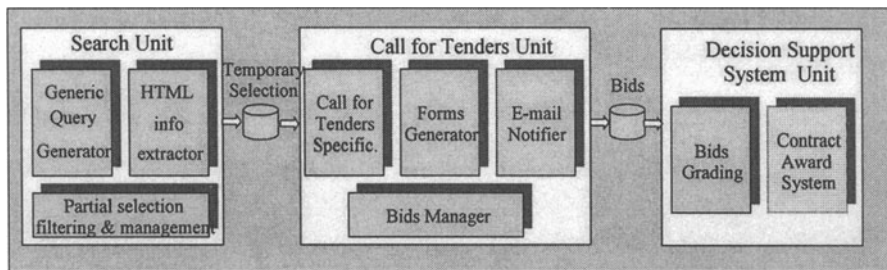 Search Unit
Generic
Query
Generator
HTML
info
extractor
Partial selection
filtering & management
Temporary
Selection
Call for Tenders Unit
Call for
Tenders
Specific.
Forms
Generator
E-mail
Notifier
Bids Manager
Bids
Decision Support
System Unit
Bids
Grading
Contract
Award
System